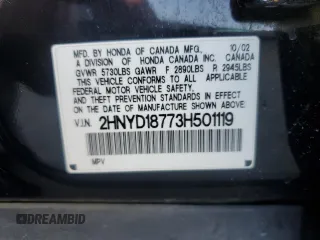 MFD. BY HONDA OF CANADA MFG., 10/02
A DIVISION OF HONDA CANADA INC. CANADA
GVWR 5730LBS GAWR F 2890LBS R 2945LBS
THIS VEHICLE CONFORMS TO ALL APPLICABLE
FEDERAL MOTOR VEHICLE SAFETY AND
THEFT PREVENTION STANDARDS IN EFFECT ON
THE DATE OF MANUFACTURE SHOWN ABOVE.
V.I.N. 2HNYD18773H501119
MPV
© DREAMBID DREAMBID.COM